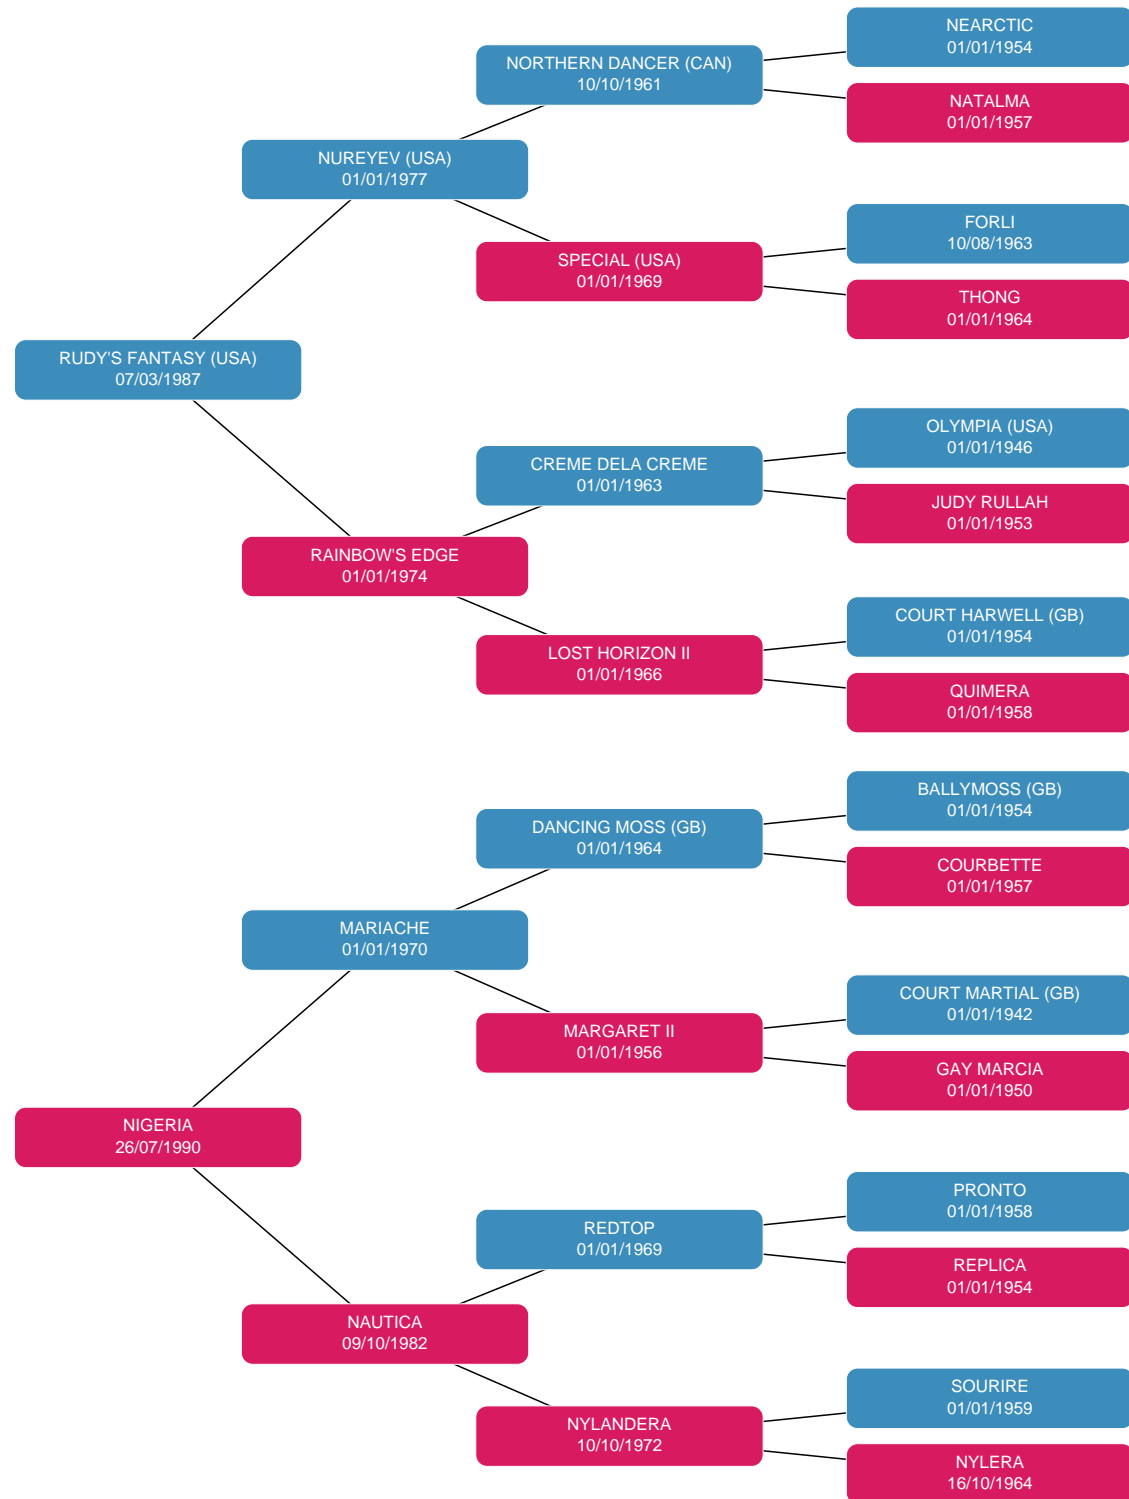 NEARCTIC
01/01/1954
NORTHERN DANCER (CAN)
10/10/1961
NATALMA
01/01/1957
NUREYEV (USA)
01/01/1977
FORLI
10/08/1963
SPECIAL (USA)
01/01/1969
THONG
01/01/1964
RUDY'S FANTASY (USA)
07/03/1987
OLYMPIA (USA)
01/01/1946
CREME DELA CREME
01/01/1963
JUDY RULLAH
01/01/1953
RAINBOW'S EDGE
01/01/1974
COURT HARWELL (GB)
01/01/1954
LOST HORIZON II
01/01/1966
QUIMERA
01/01/1958
BALLYMOSS (GB)
01/01/1954
DANCING MOSS (GB)
01/01/1964
COURBETTE
01/01/1957
MARIACHE
01/01/1970
COURT MARTIAL (GB)
01/01/1942
MARGARET II
01/01/1956
GAY MARCIA
01/01/1950
NIGERIA
26/07/1990
PRONTO
01/01/1958
REDTOP
01/01/1969
REPLICA
01/01/1954
NAUTICA
09/10/1982
SOURIRE
01/01/1959
NYLANDERA
10/10/1972
NYLERA
16/10/1964